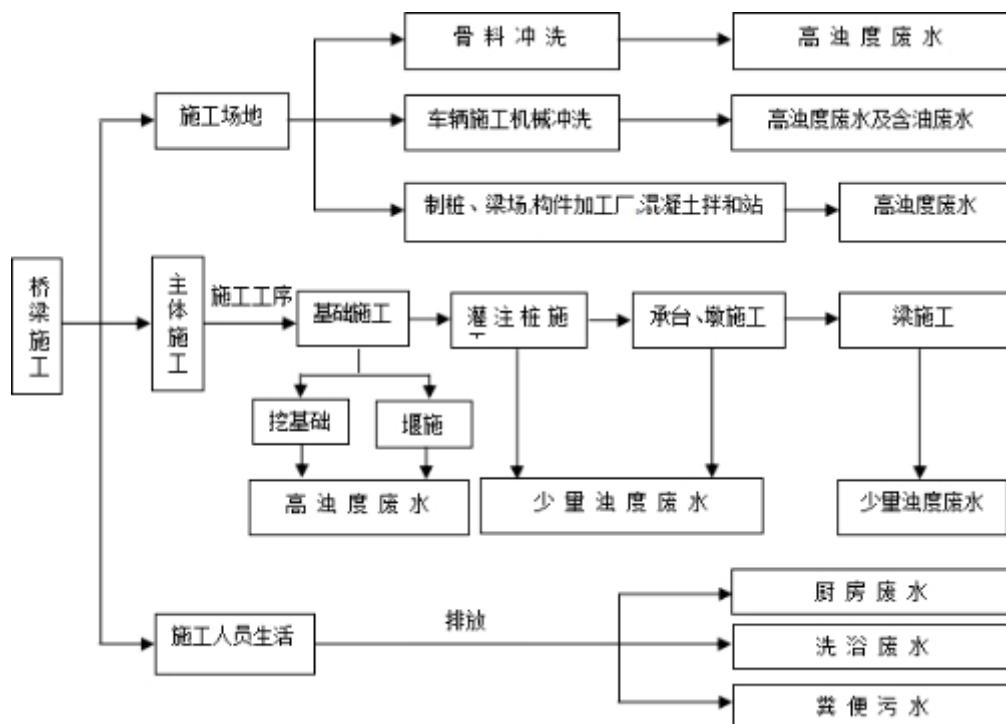 骨料冲洗
高浊度废水
施工场地
车辆施工机械冲洗
高浊度废水及含油废水
制桩、梁场,构件加工厂,混凝土拌和站
高浊度废水
桥梁施工
主体施工
施工工序
基础施工
灌注桩施
承台、墩施工
梁施工
挖基础
堰施
高浊度废水
少量浊度废水
少量浊度废水
厨房废水
施工人员生活
排放
洗浴废水
粪便污水